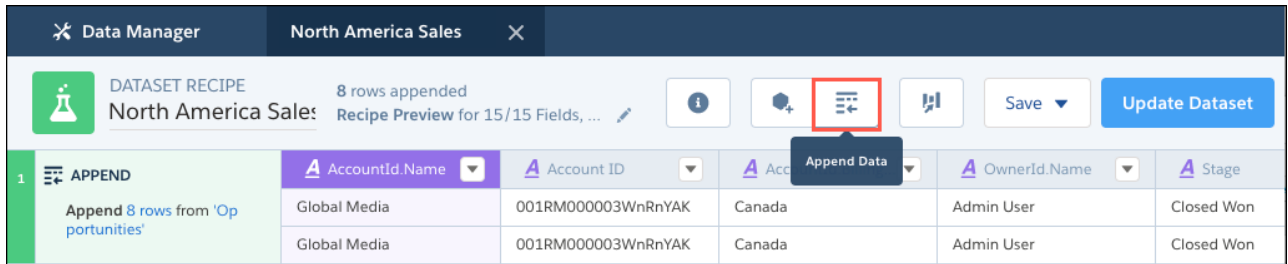 Data Manager
North America Sales
DATASET RECIPE
North America Sales
8 rows appended
Recipe Preview for 15/15 Fields, ...
Save
Update Dataset
Append Data
1
APPEND
Append 8 rows from 'Op
portunities'
A AccountId.Name
A Account ID
A
A OwnerId.Name
A Stage
Global Media 001RM000003WnRnYAK Canada Admin User Closed Won
Global Media 001RM000003WnRnYAK Canada Admin User Closed Won